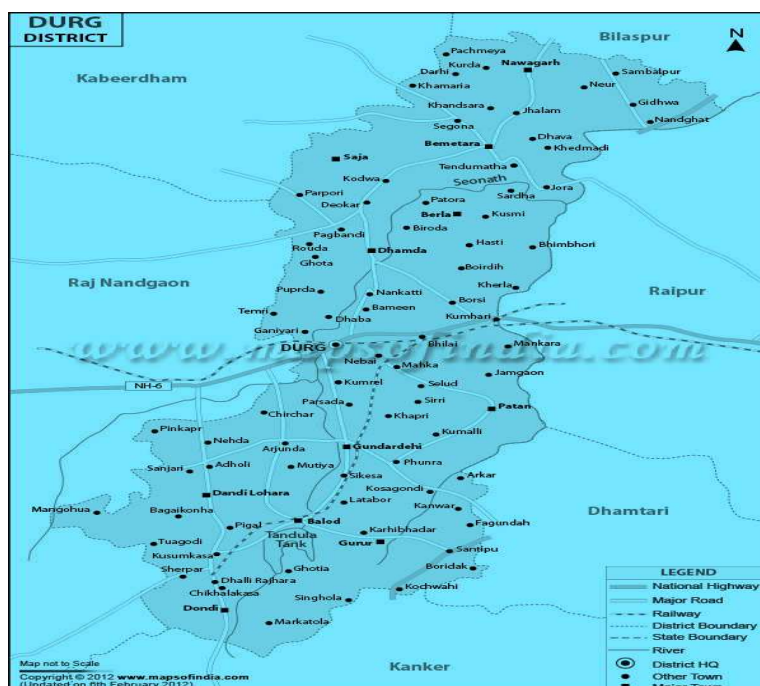 DURG
DISTRICT
Bilaspur
N
Kabeerdham
Pachmeya
Kurda
Darhi
Nawagarh
Khamaria
Neur
Sambalpur
Khandsara
Jhalam
Gidhwa
Segona
Nandghat
Dhava
Bemetara
Khedmadi
Saja
Tendumatha
Kodwa
Seonath
Parpori
Sardha
Jora
Deokar
Patora
Berla
Kusmi
Pagbandi
Biroda
Rouda
Dhamda
Hasti
Bhimbhori
Ghota
Boirdih
Raj Nandgaon
Puprda
Nankatti
Kherla
Raipur
Temri
Bameen
Borsi
Dhaba
Kumhari
Ganiyari
www.mapsofindia.com
DURG
Bhilai
Mankara
Nebai
Mahka
NH-6
Kumrel
Selud
Jamgaon
Parsada
Sirri
Chirchar
Khapri
Patan
Pinkapr
Kumalli
Nehda
Arjunda
Gundardehi
Sanjari
Adholi
Mutiya
Phunra
Sikesa
Arkar
Dandi Lohara
Kosagondi
Mangohua
Latabor
Kanwar
Dhamtari
Bagaikonha
Pigal
Balod
Fagundah
Tuagodi
Tandula
Tank
Karhibhadar
Kusumkasa
Gurur
Santipu
Sherpar
Ghotia
Boridak
Dhalli Rajhara
Chikhalakasa
Kochwahi
Singhola
Dondi
Markatola
Kanker
LEGEND
National Highway
Major Road
Railway
District Boundary
State Boundary
River
District HQ
Other Town
Major Town
Map not to Scale
Copyright © 2012 www.mapsofindia.com
(Updated on 6th February 2012)